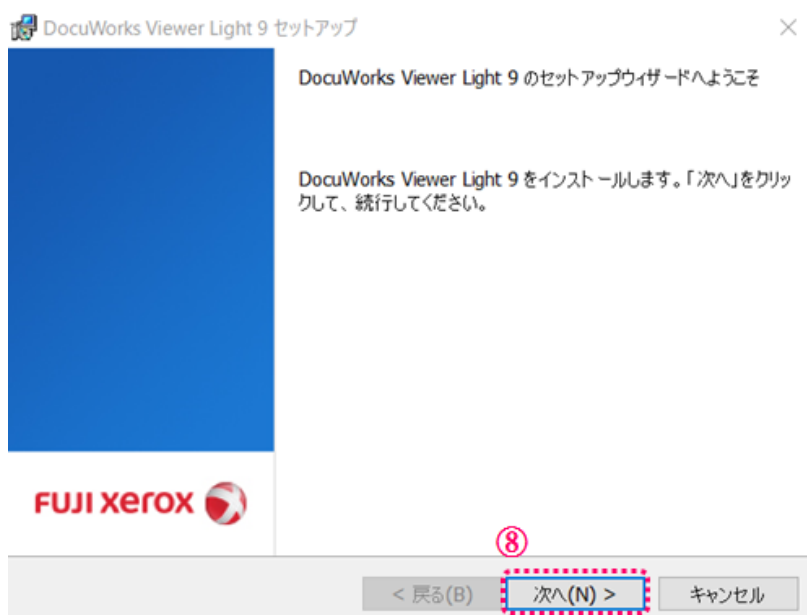 DocuWorks Viewer Light 9 セットアップ
DocuWorks Viewer Light 9 のセットアップウィザードへようこそ
DocuWorks Viewer Light 9 をインストールします。「次へ」をクリッ
クして、続行してください。
FUJI xerox
⑧
< 戻る(B)
次へ(N) >
キャンセル